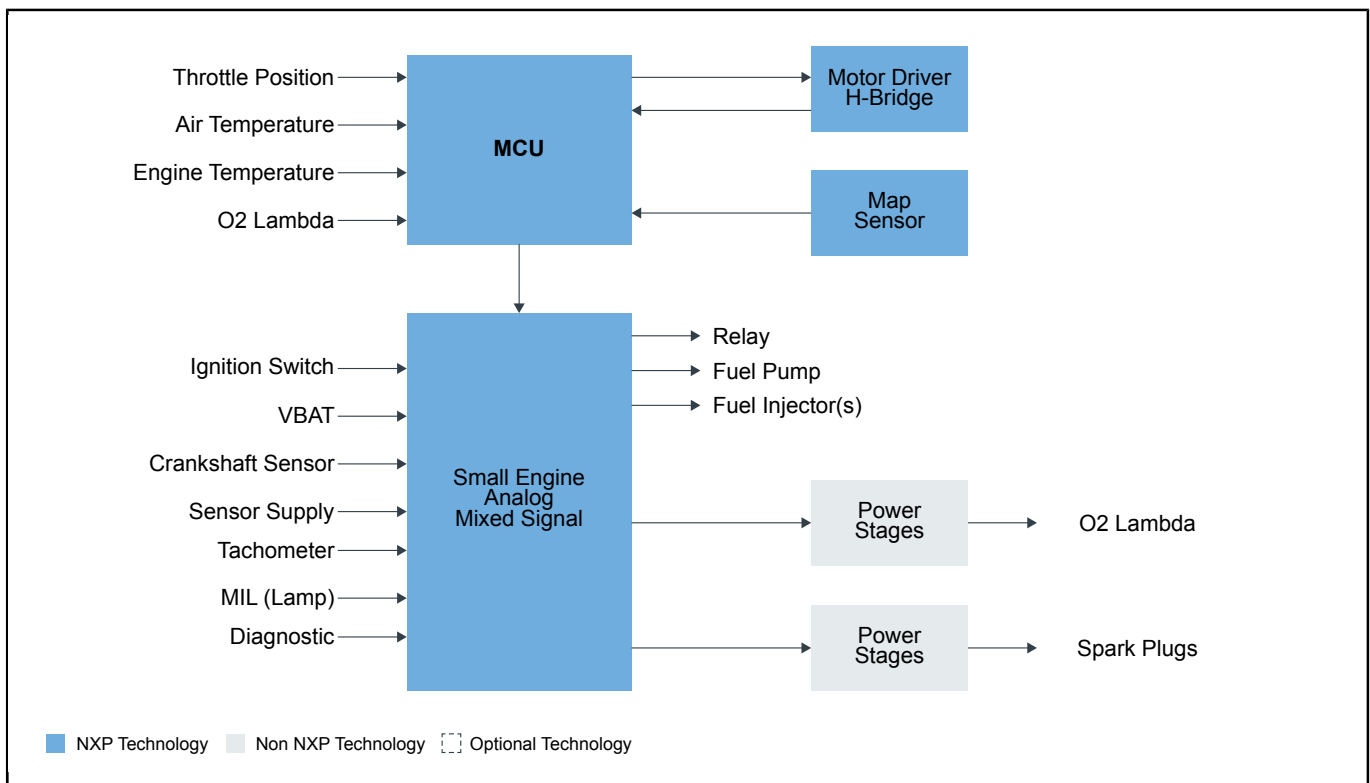 Throttle Position
Air Temperature
Engine Temperature
O2 Lambda
MCU
Motor Driver
H-Bridge
Map
Sensor
Ignition Switch
VBAT
Crankshaft Sensor
Sensor Supply
Tachometer
MIL (Lamp)
Diagnostic
Small Engine
Analog
Mixed Signal
Relay
Fuel Pump
Fuel Injector(s)
Power
Stages
O2 Lambda
Power
Stages
Spark Plugs
NXP Technology
Non NXP Technology
Optional Technology